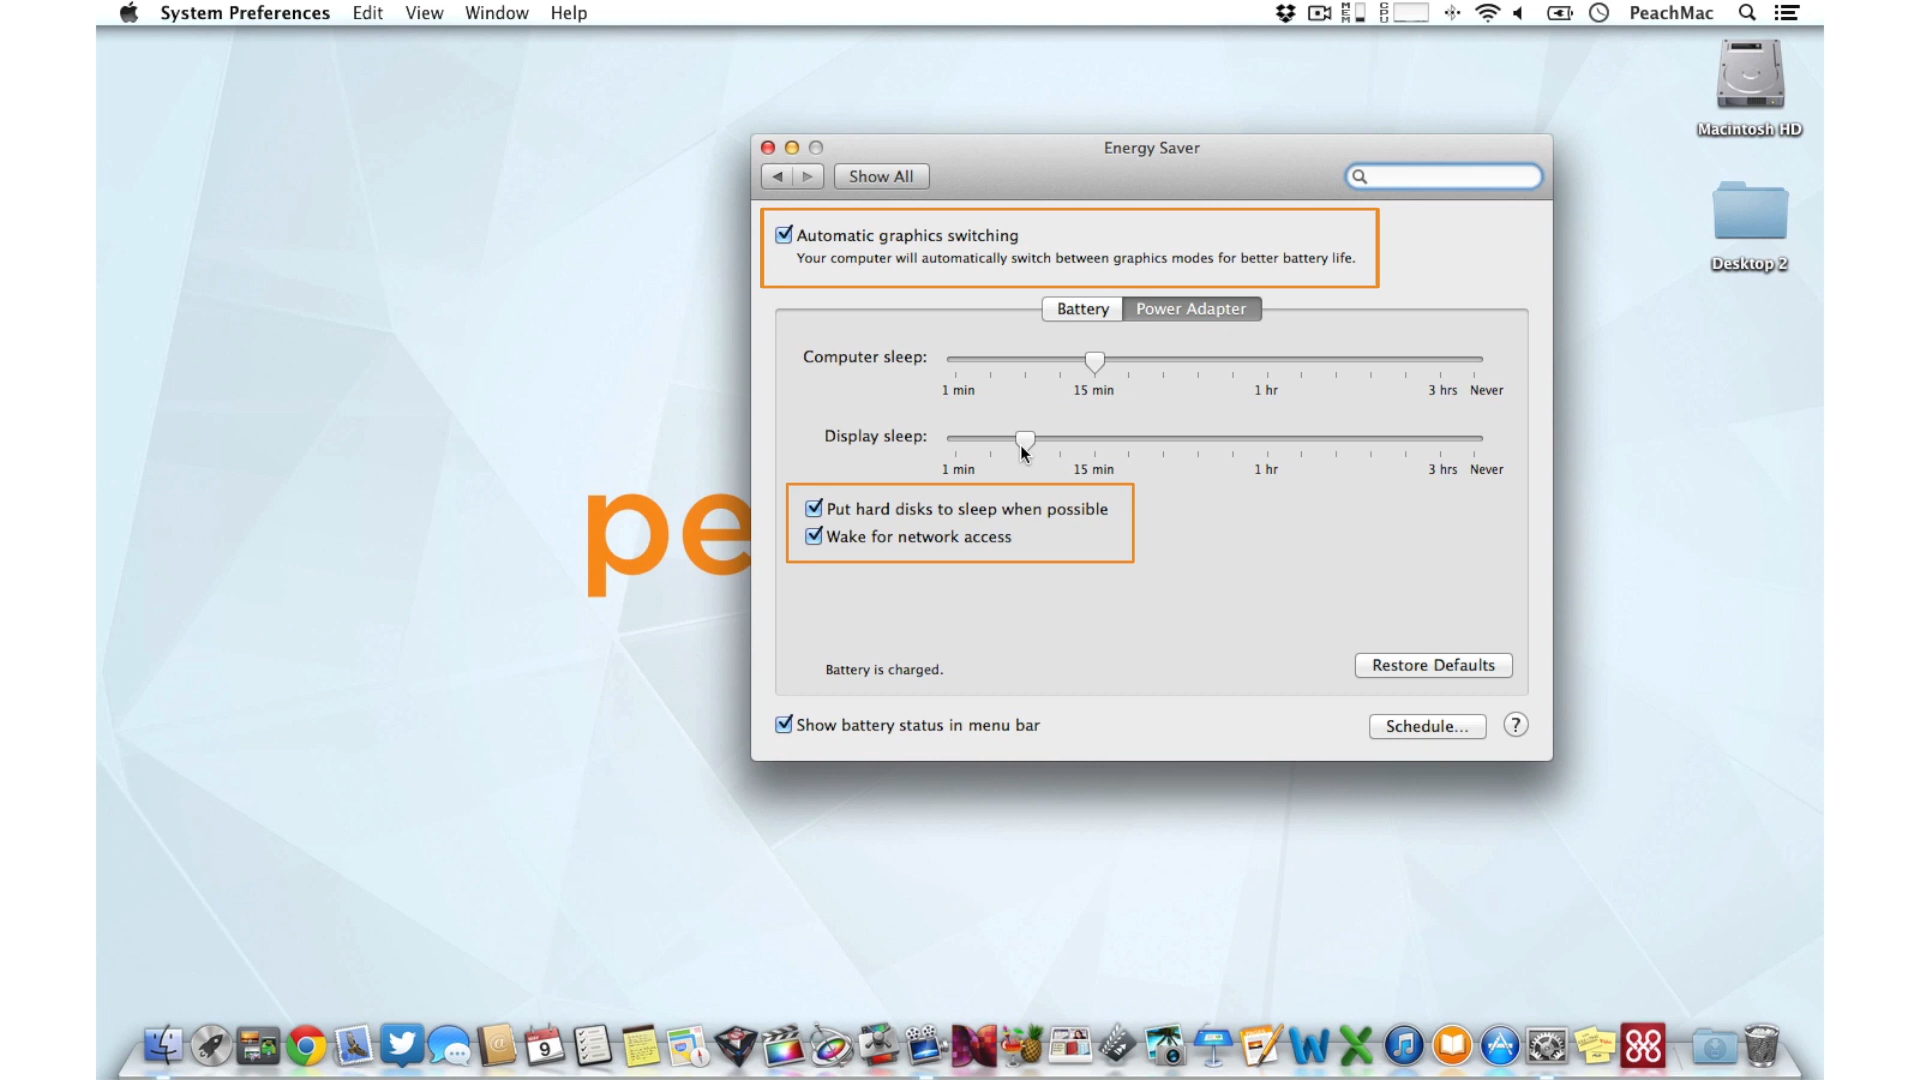 System Preferences Edit View Window Help
MEM CPU PeachMac
Macintosh HD
Desktop 2
Energy Saver
Show All
Automatic graphics switching
Your computer will automatically switch between graphics modes for better battery life.
Battery Power Adapter
Computer sleep:
1 min 15 min 1 hr 3 hrs Never
Display sleep:
1 min 15 min 1 hr 3 hrs Never
pe
Put hard disks to sleep when possible
Wake for network access
Battery is charged.
Restore Defaults
Show battery status in menu bar
Schedule... ?
9